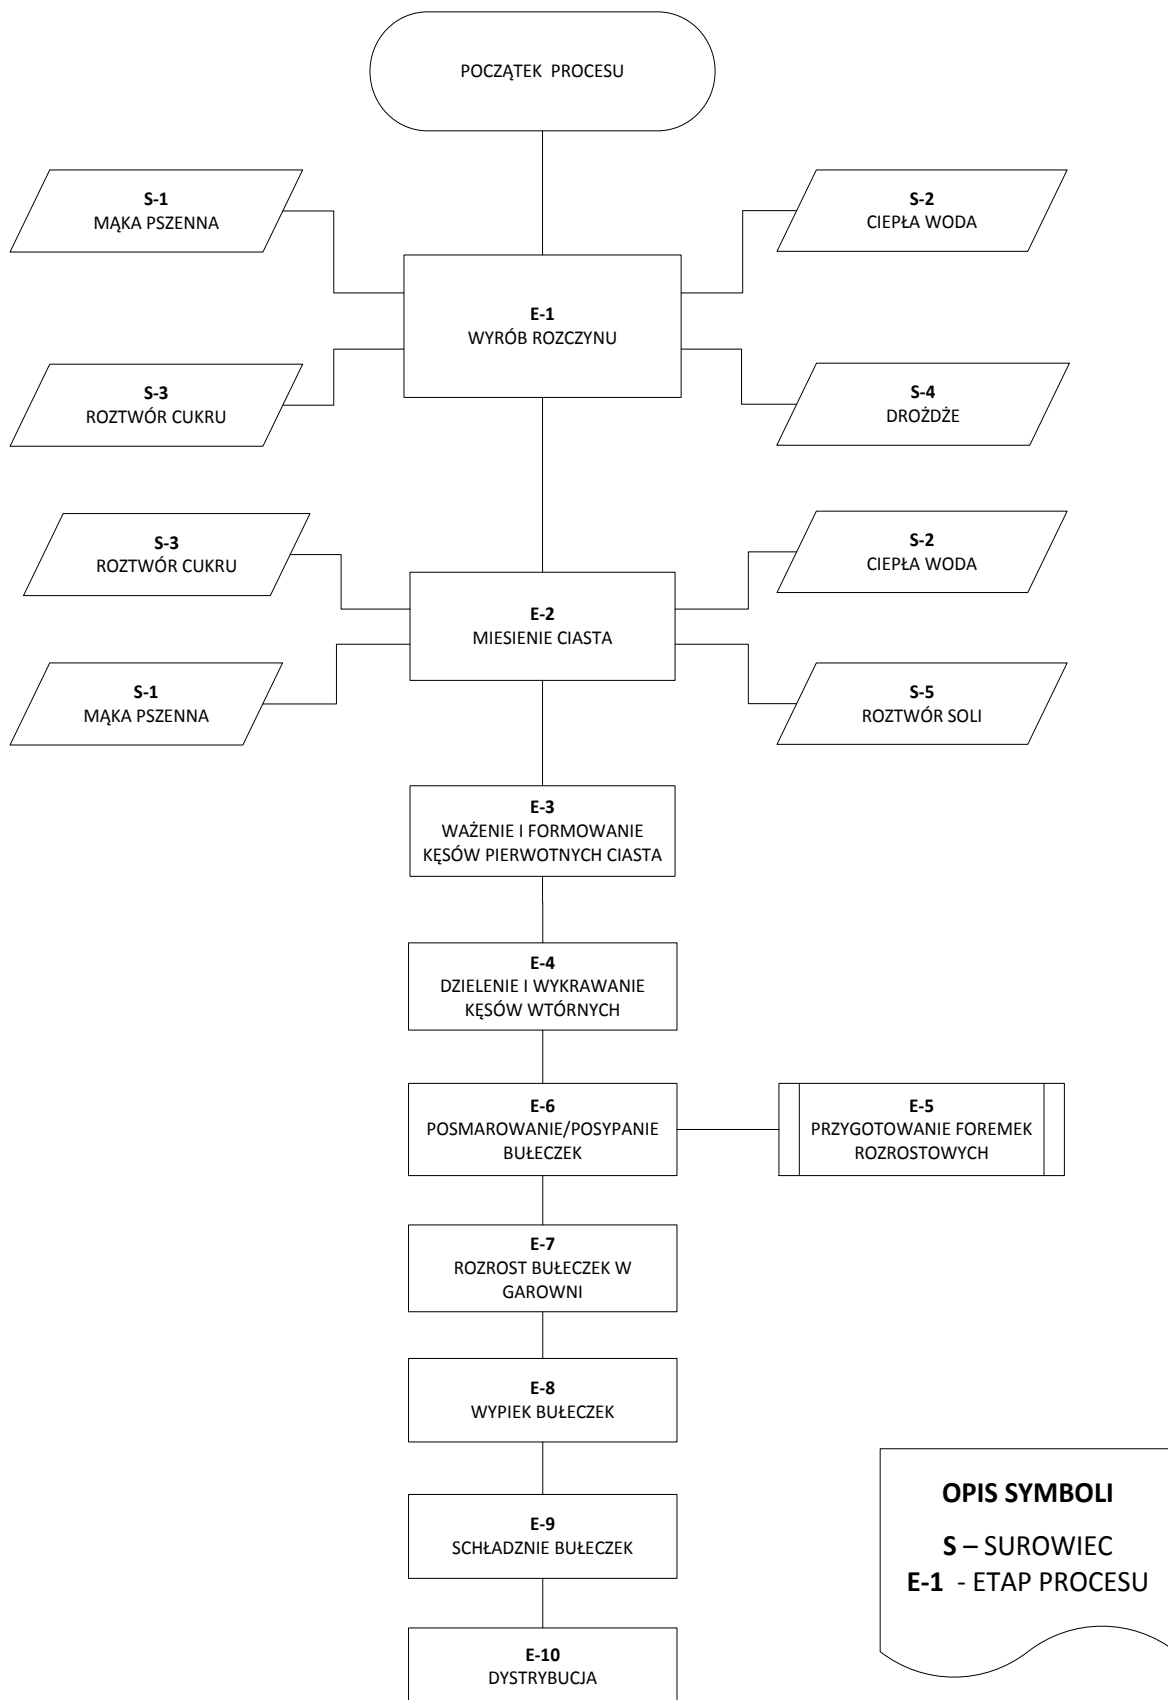 POCZĄTEK PROCESU
S-1
MĄKA PSZENNA
S-2
CIEPŁA WODA
E-1
WYRÓB ROZCZYNU
S-3
ROZTWÓR CUKRU
S-4
DROŻDŻE
S-3
ROZTWÓR CUKRU
S-2
CIEPŁA WODA
E-2
MIESIENIE CIASTA
S-1
MĄKA PSZENNA
S-5
ROZTWÓR SOLI
E-3
WAŻENIE I FORMOWANIE
KĘSÓW PIERWOTNYCH CIASTA
E-4
DZIELENIE I WYKRAWANIE
KĘSÓW WTÓRNYCH
E-6
POSMAROWANIE/POSYPANIE
BUŁECZEK
E-5
PRZYGOTOWANIE FOREMEK
ROZROSTOWYCH
E-7
ROZROST BUŁECZEK W
GAROWNI
E-8
WYPIEK BUŁECZEK
E-9
SCHŁADZNIE BUŁECZEK
E-10
DYSTRYBUCJA
OPIS SYMBOLI
S – SUROWIEC
E-1 - ETAP PROCESU